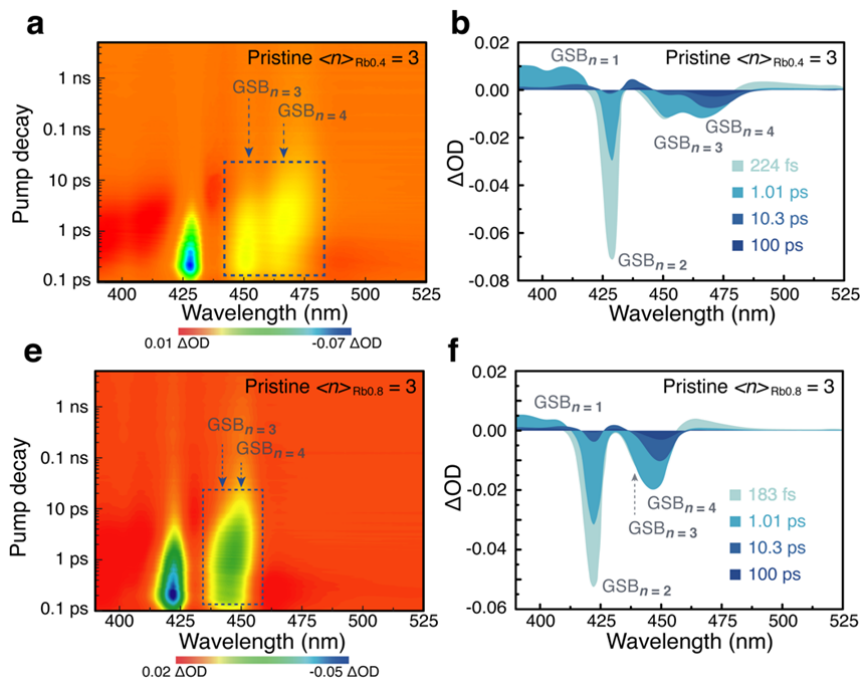 a
Pristine <n>Rb0.4 = 3
GSBn = 3
GSBn = 4
Pump decay
1 ns
0.1 ns
10 ps
1 ps
0.1 ps
400 425 450 475 500 525
Wavelength (nm)
0.01 ΔOD -0.07 ΔOD
b
Pristine <n>Rb0.4 = 3
GSBn = 1
GSBn = 4
GSBn = 3
GSBn = 2
224 fs
1.01 ps
10.3 ps
100 ps
ΔOD
0.02
0.00
-0.02
-0.04
-0.06
-0.08
400 425 450 475 500 525
Wavelength (nm)
e
Pristine <n>Rb0.8 = 3
GSBn = 3
GSBn = 4
Pump decay
1 ns
0.1 ns
10 ps
1 ps
0.1 ps
400 425 450 475 500 525
Wavelength (nm)
0.02 ΔOD -0.05 ΔOD
f
Pristine <n>Rb0.8 = 3
GSBn = 1
GSBn = 4
GSBn = 3
GSBn = 2
183 fs
1.01 ps
10.3 ps
100 ps
ΔOD
0.02
0.00
-0.02
-0.04
-0.06
400 425 450 475 500 525
Wavelength (nm)